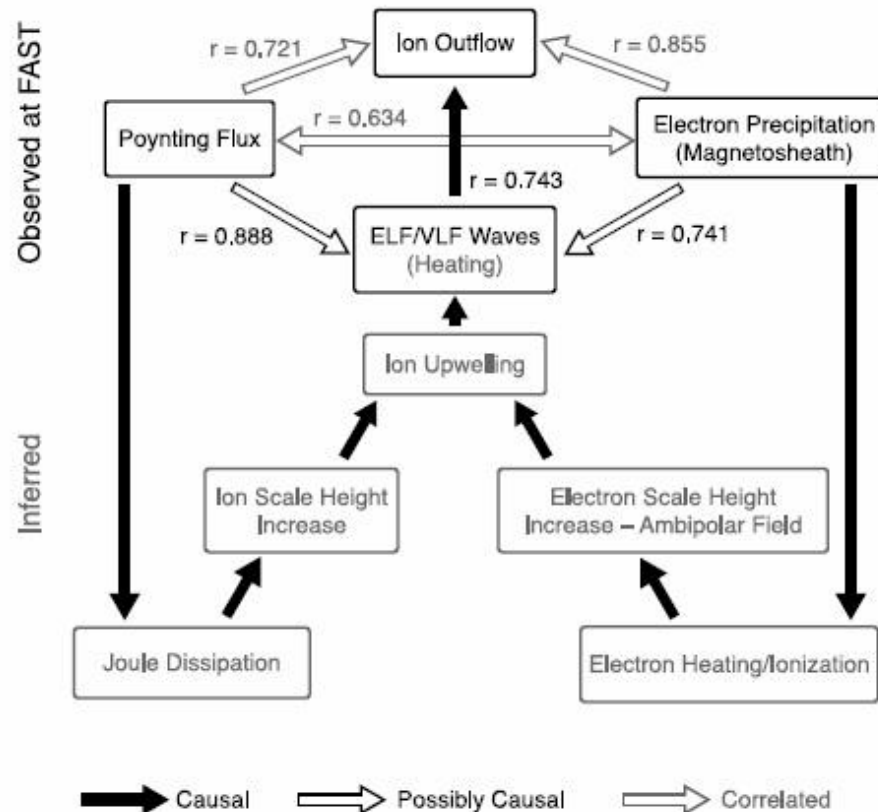 Observed at FAST
Inferred
Ion Outflow
r = 0.721
r = 0.855
Poynting Flux
r = 0.634
Electron Precipitation
(Magnetosheath)
r = 0.743
r = 0.888
ELF/VLF Waves
(Heating)
r = 0.741
Ion Upwelling
Ion Scale Height
Increase
Electron Scale Height
Increase – Ambipolar Field
Joule Dissipation
Electron Heating/Ionization
Causal
Possibly Causal
Correlated